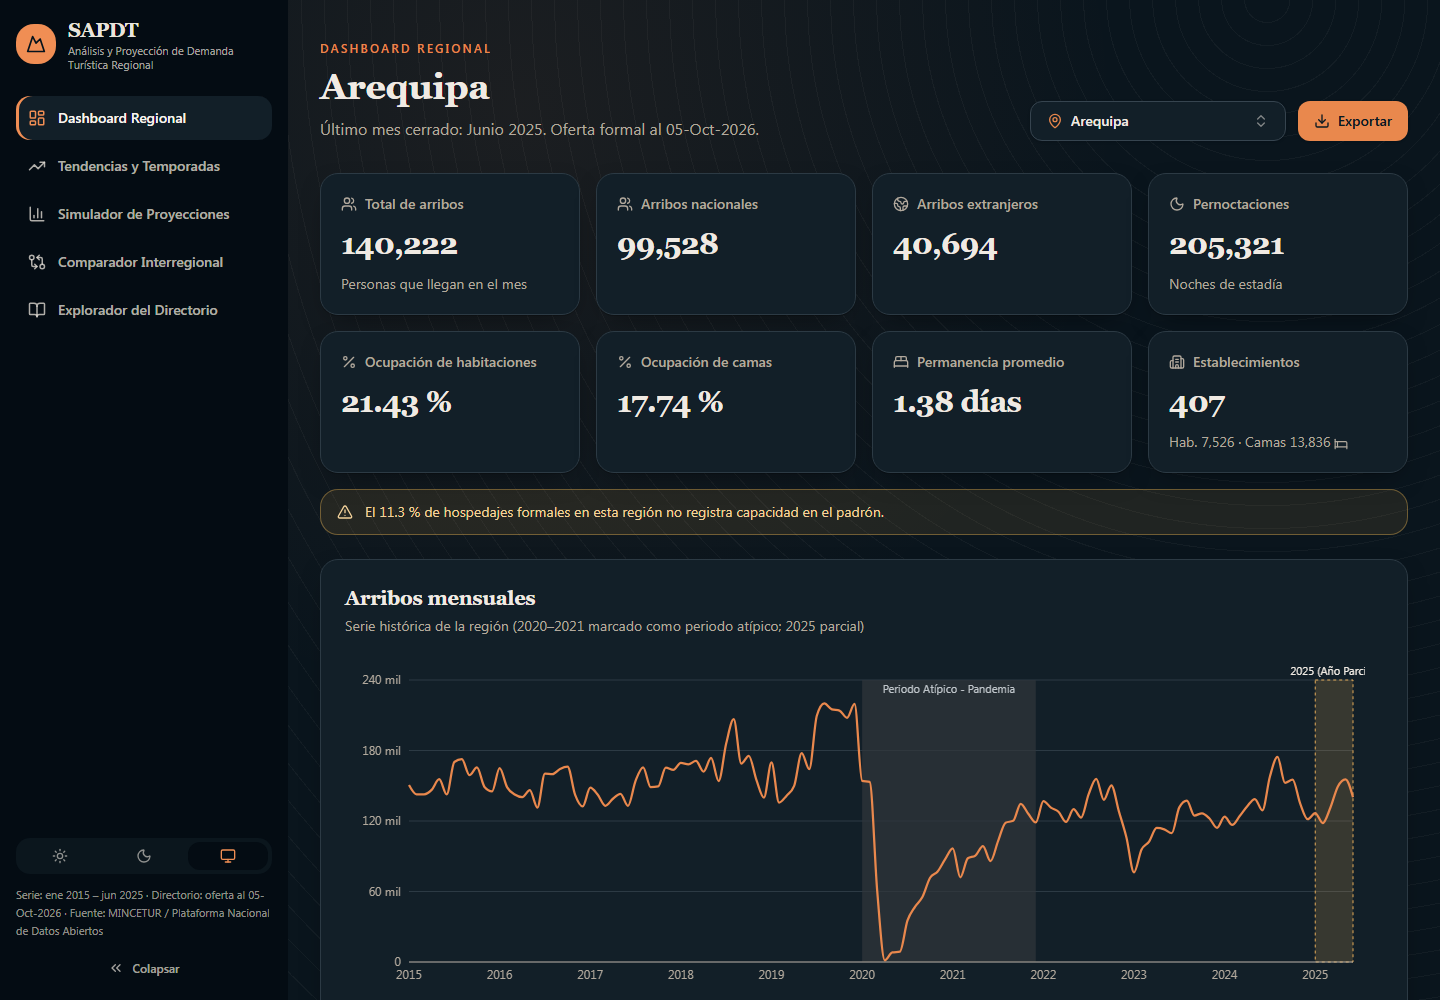 SAPDT
Análisis y Proyección de Demanda
Turística Regional
Dashboard Regional
Tendencias y Temporadas
Simulador de Proyecciones
Comparador Interregional
Explorador del Directorio
Serie: ene 2015 – jun 2025 · Directorio: oferta al 05-
Oct-2026 · Fuente: MINCETUR / Plataforma Nacional
de Datos Abiertos
Colapsar
DASHBOARD REGIONAL
Arequipa
Último mes cerrado: Junio 2025. Oferta formal al 05-Oct-2026.
Arequipa
Exportar
Total de arribos
140,222
Personas que llegan en el mes
Arribos nacionales
99,528
Arribos extranjeros
40,694
Pernoctaciones
205,321
Noches de estadía
Ocupación de habitaciones
21.43 %
Ocupación de camas
17.74 %
Permanencia promedio
1.38 días
Establecimientos
407
Hab. 7,526 · Camas 13,836
El 11.3 % de hospedajes formales en esta región no registra capacidad en el padrón.
Arribos mensuales
Serie histórica de la región (2020–2021 marcado como periodo atípico; 2025 parcial)
2025 (Año Parci
Periodo Atípico - Pandemia
240 mil
180 mil
120 mil
60 mil
0
2015 2016 2017 2018 2019 2020 2021 2022 2023 2024 2025